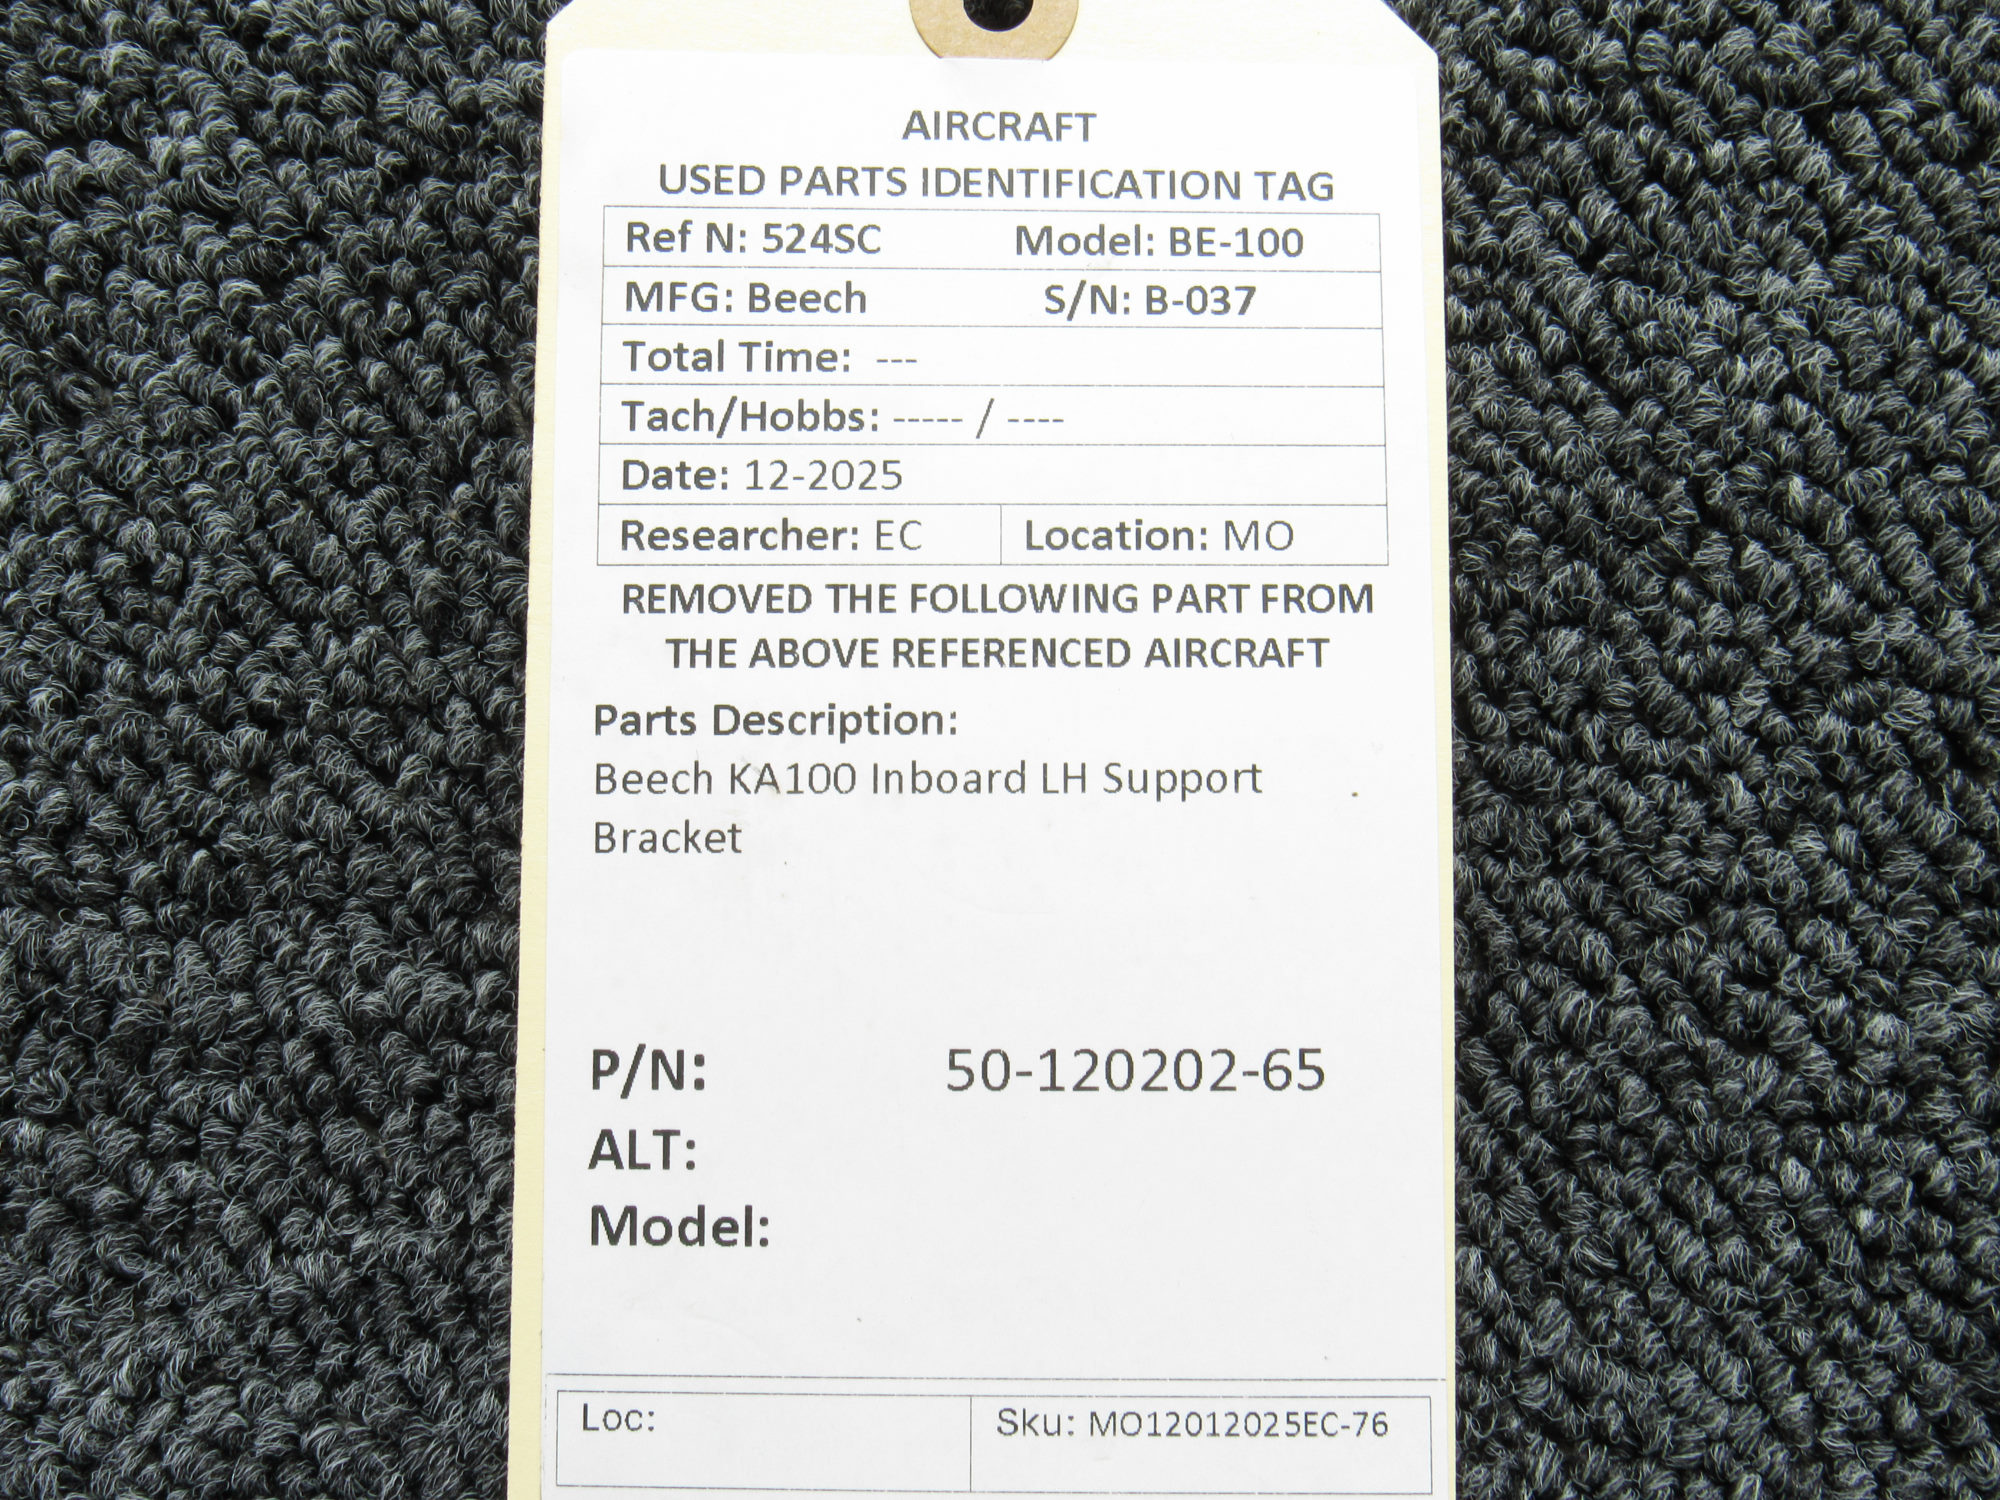 AIRCRAFT
USED PARTS IDENTIFICATION TAG
Ref N: 524SC Model: BE-100
MFG: Beech S/N: B-037
Total Time: ---
Tach/Hobbs: ----- / ----
Date: 12-2025
Researcher: EC Location: MO
REMOVED THE FOLLOWING PART FROM
THE ABOVE REFERENCED AIRCRAFT
Parts Description:
Beech KA100 Inboard LH Support
Bracket
P/N: 50-120202-65
ALT:
Model:
Loc: Sku: MO12012025EC-76